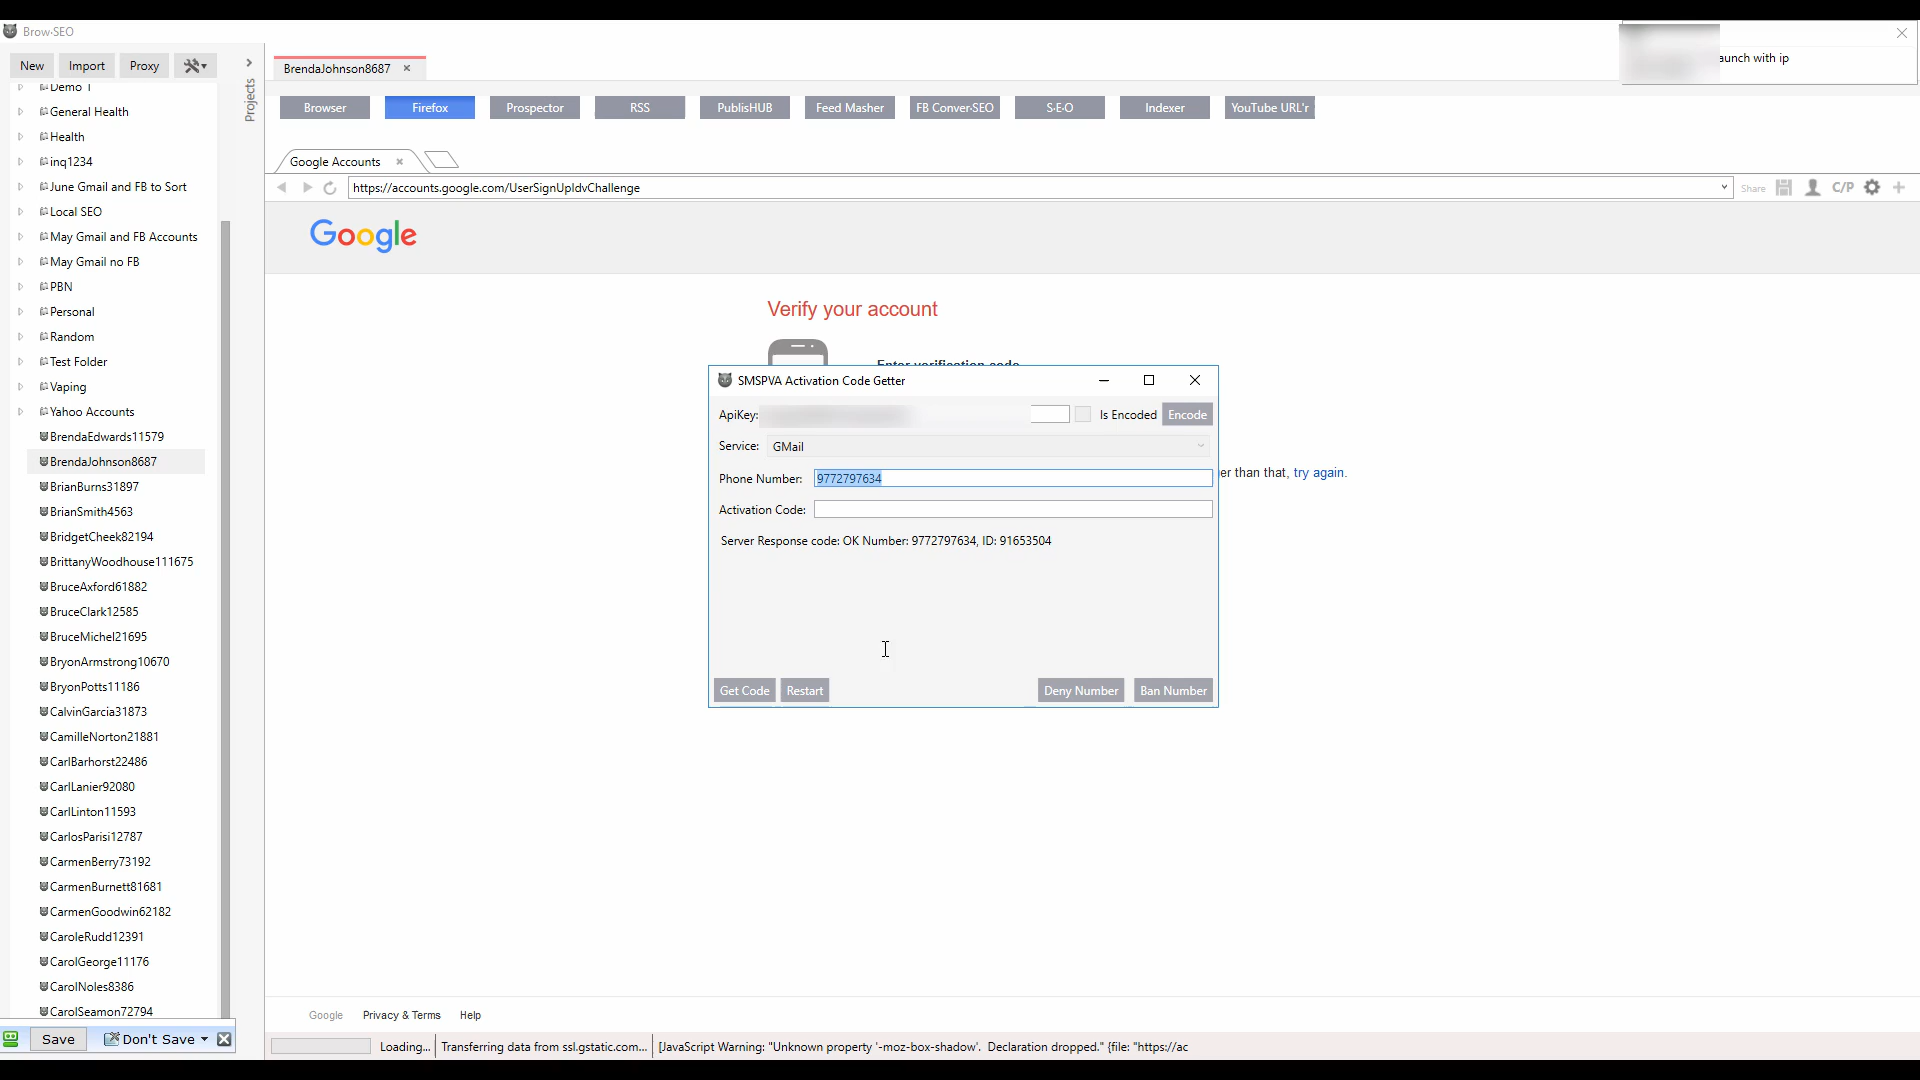 Brow·SEO
aunch with ip
New Import Proxy
Projects
BrendaJohnson8687
Demo 1
General Health
Health
inq1234
June Gmail and FB to Sort
Local SEO
May Gmail and FB Accounts
May Gmail no FB
PBN
Personal
Random
Test Folder
Vaping
Yahoo Accounts
BrendaEdwards11579
BrendaJohnson8687
BrianBurns31897
BrianSmith4563
BridgetCheek82194
BrittanyWoodhouse111675
BruceAxford61882
BruceClark12585
BruceMichel21695
BryonArmstrong10670
BryonPotts11186
CalvinGarcia31873
CamilleNorton21881
CarlBarhorst22486
CarlLanier92080
CarlLinton11593
CarlosParisi12787
CarmenBerry73192
CarmenBurnett81681
CarmenGoodwin62182
CaroleRudd12391
CarolGeorge11176
CarolNoles8386
CarolSeamon72794
Save Don't Save
Browser Firefox Prospector RSS PublisHUB Feed Masher FB Conver·SEO S·E·O Indexer YouTube URL'r
Google Accounts
https://accounts.google.com/UserSignUpIdvChallenge
Share C/P
Google
Verify your account
Enter verification code
er than that, try again.
SMSPVA Activation Code Getter
ApiKey: Is Encoded Encode
Service: GMail
Phone Number: 9772797634
Activation Code:
Server Response code: OK Number: 9772797634, ID: 91653504
Get Code Restart Deny Number Ban Number
Google Privacy & Terms Help
Loading... Transferring data from ssl.gstatic.com... [JavaScript Warning: "Unknown property '-moz-box-shadow'. Declaration dropped." {file: "https://ac